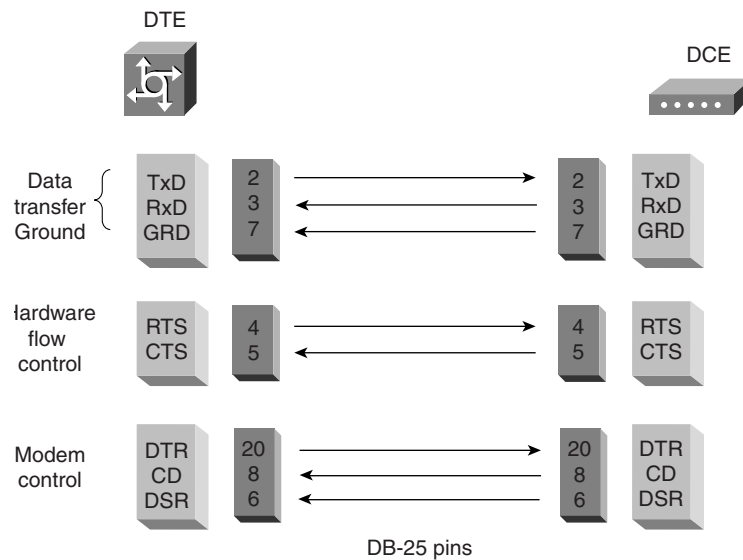 DTE
DCE
Data
transfer
Ground
TxD
RxD
GRD
2
3
7
2
3
7
TxD
RxD
GRD
Hardware
flow
control
RTS
CTS
4
5
4
5
RTS
CTS
Modem
control
DTR
CD
DSR
20
8
6
20
8
6
DTR
CD
DSR
DB-25 pins